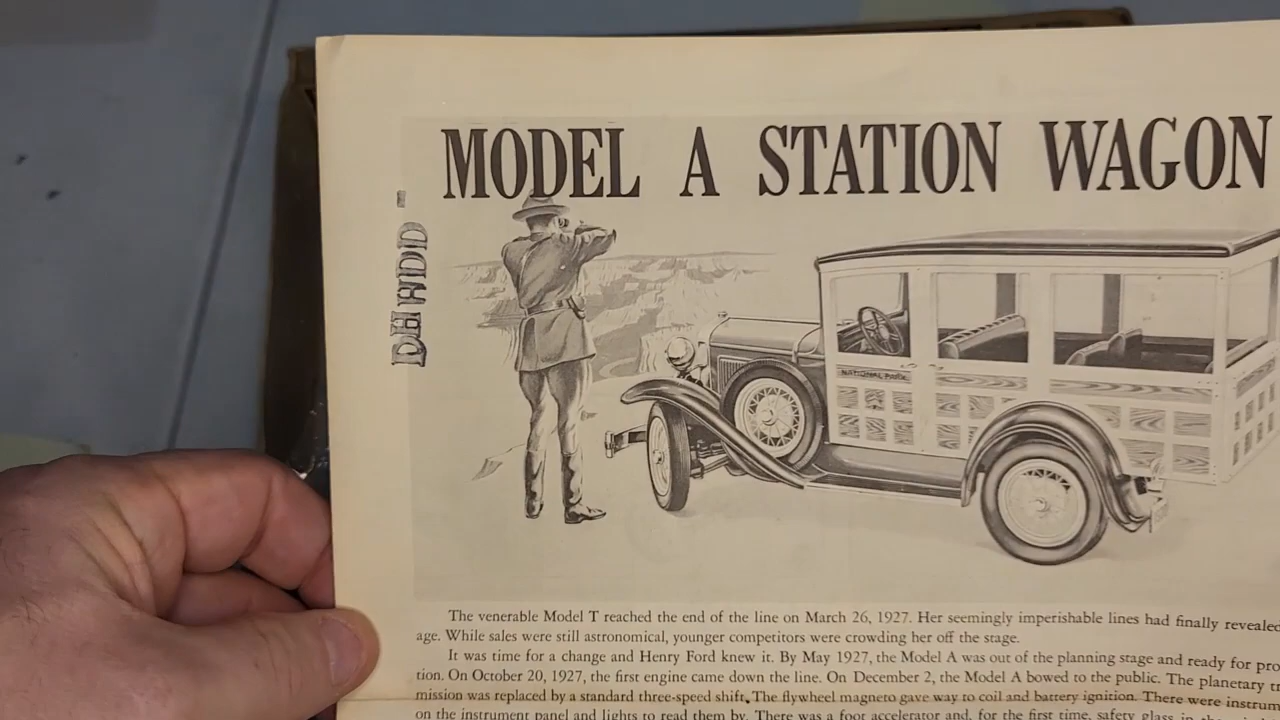 MODEL A STATION WAGON
NATIONAL PARK
The venerable Model T reached the end of the line on March 26, 1927. Her seemingly imperishable lines had finally revealed
age. While sales were still astronomical, younger competitors were crowding her off the stage.
It was time for a change and Henry Ford knew it. By May 1927, the Model A was out of the planning stage and ready for pro
tion. On October 20, 1927, the first engine came down the line. On December 2, the Model A bowed to the public. The planetary tr
mission was replaced by a standard three-speed shift. The flywheel magneto gave way to coil and battery ignition. There were instrum
on the instrument panel and lights to read them by. There was a foot accelerator and, for the first time, safety glass